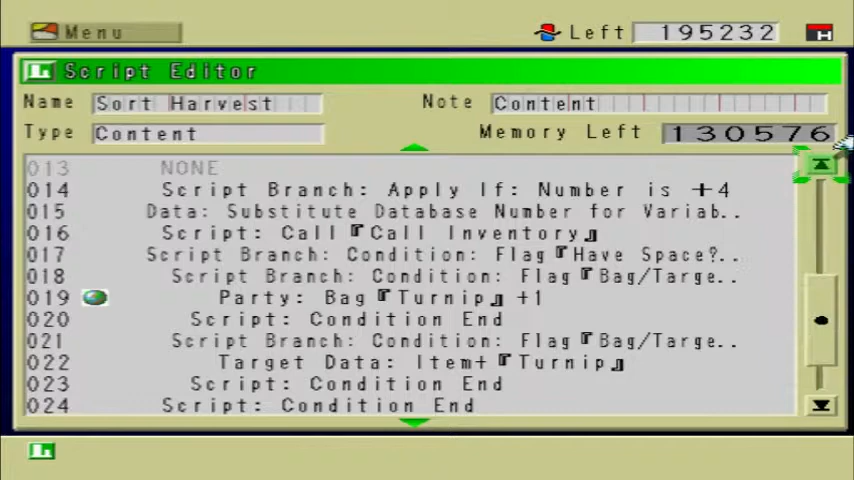 Menu Left 195232
Script Editor
Name Sort Harvest Note Content
Type Content Memory Left 130576
013 NONE
014 Script Branch: Apply If: Number is +4
015 Data: Substitute Database Number for Variab..
016 Script: Call『Call Inventory』
017 Script Branch: Condition: Flag『Have Space?..
018 Script Branch: Condition: Flag『Bag/Targe..
019 Party: Bag『Turnip』+1
020 Script: Condition End
021 Script Branch: Condition: Flag『Bag/Targe..
022 Target Data: Item+『Turnip』
023 Script: Condition End
024 Script: Condition End